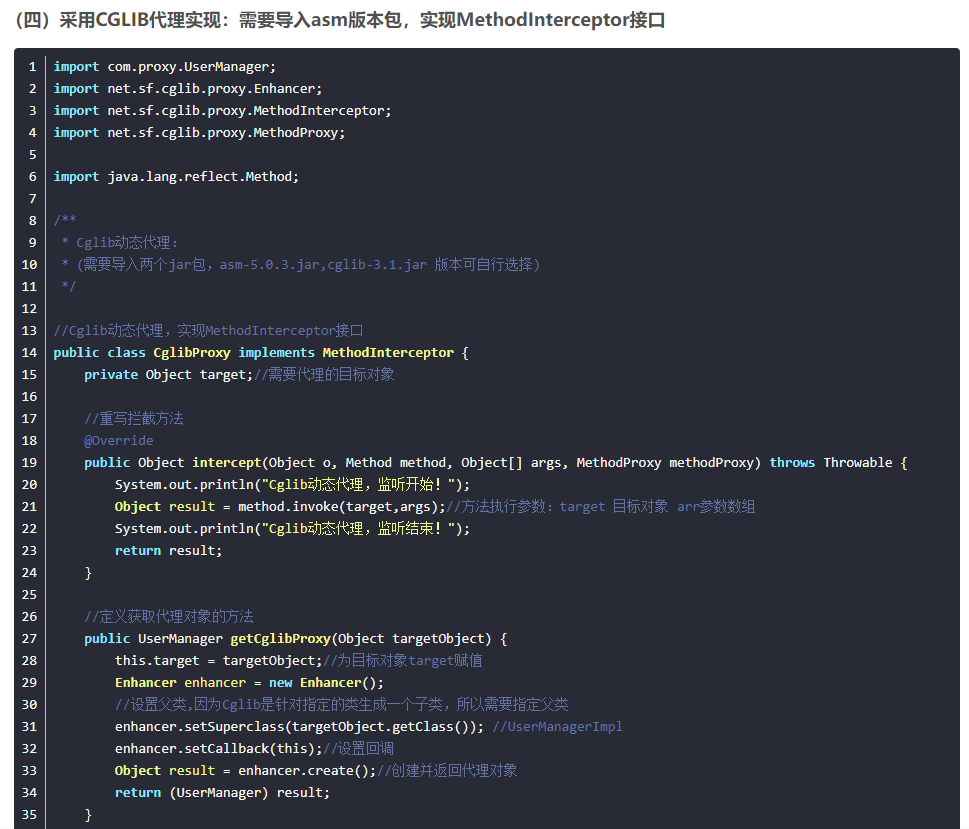 (四) 采用CGLIB代理实现：需要导入asm版本包，实现MethodInterceptor接口
1 import com.proxy.UserManager;
2 import net.sf.cglib.proxy.Enhancer;
3 import net.sf.cglib.proxy.MethodInterceptor;
4 import net.sf.cglib.proxy.MethodProxy;
5
6 import java.lang.reflect.Method;
7
8 /**
9  * Cglib动态代理：
10  * (需要导入两个jar包，asm-5.0.3.jar,cglib-3.1.jar 版本可自行选择)
11  */
12
13 //Cglib动态代理，实现MethodInterceptor接口
14 public class CglibProxy implements MethodInterceptor {
15     private Object target;//需要代理的目标对象
16
17     //重写拦截方法
18     @Override
19     public Object intercept(Object o, Method method, Object[] args, MethodProxy methodProxy) throws Throwable {
20         System.out.println("Cglib动态代理，监听开始！");
21         Object result = method.invoke(target,args);//方法执行参数：target 目标对象 arr参数数组
22         System.out.println("Cglib动态代理，监听结束！");
23         return result;
24     }
25
26     //定义获取代理对象的方法
27     public UserManager getCglibProxy(Object targetObject) {
28         this.target = targetObject;//为目标对象target赋值
29         Enhancer enhancer = new Enhancer();
30         //设置父类,因为Cglib是针对指定的类生成一个子类，所以需要指定父类
31         enhancer.setSuperclass(targetObject.getClass()); //UserManagerImpl
32         enhancer.setCallback(this);//设置回调
33         Object result = enhancer.create();//创建并返回代理对象
34         return (UserManager) result;
35     }